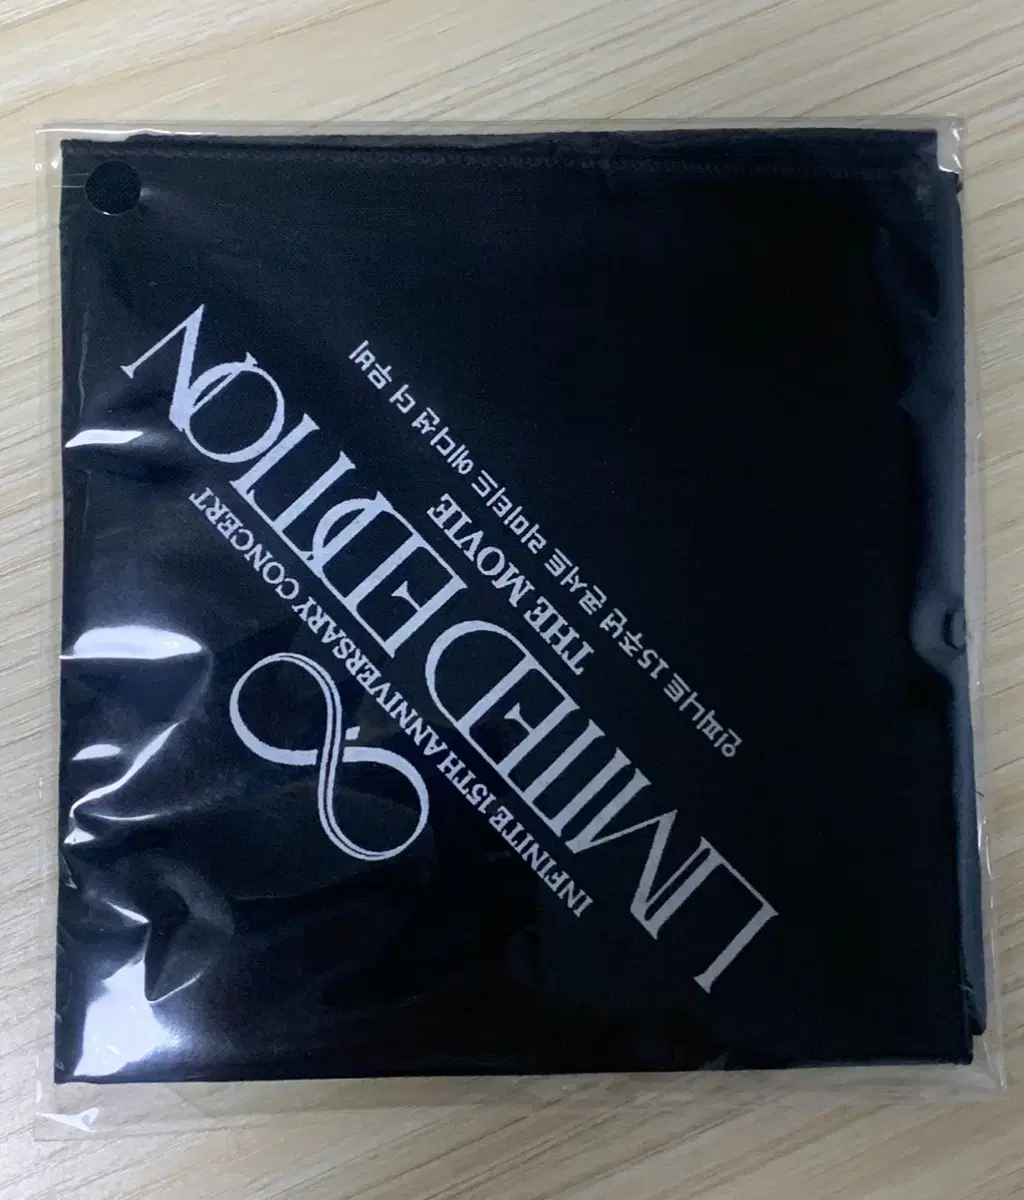 INFINITE 15TH ANNIVERSARY CONCERT
LIMITED EDITION
THE MOVIE
인피니트 15주년 콘서트 리미티드 에디션 더 무비